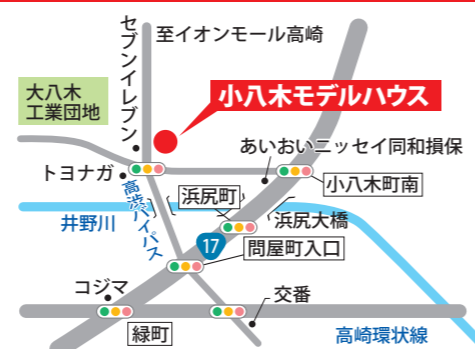 セブンイレブン
至イオンモール高崎
大八木
工業団地
小八木モデルハウス
あいおいニッセイ同和損保
トヨナガ
小八木町南
高渋バイパス
浜尻町
浜尻大橋
井野川
17
問屋町入口
コジマ
交番
緑町
高崎環状線